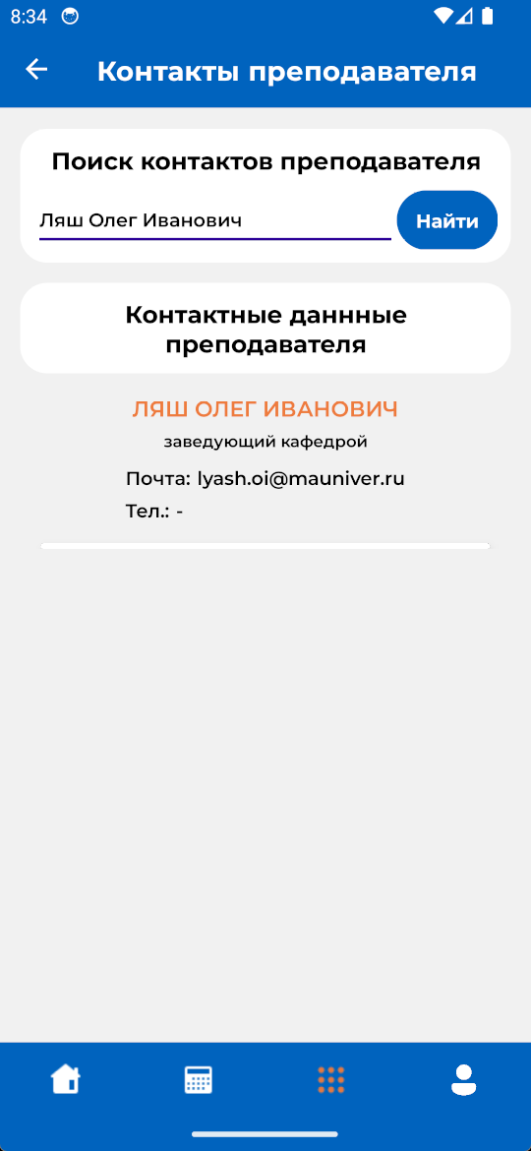 8:34
Контакты преподавателя
Поиск контактов преподавателя
Ляш Олег Иванович
Найти
Контактные даннные
преподавателя
ЛЯШ ОЛЕГ ИВАНОВИЧ
заведующий кафедрой
Почта: lyash.oi@mauniver.ru
Тел.: -